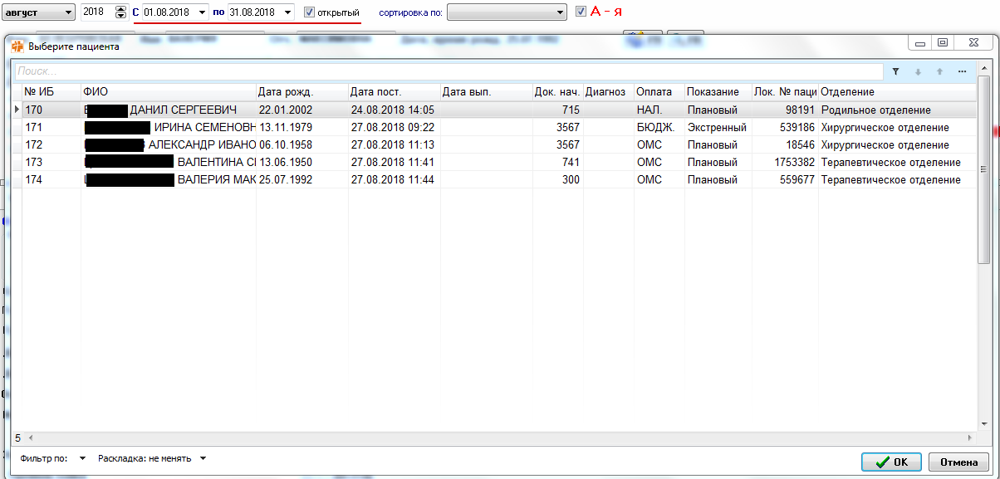 август 2018 С 01.08.2018 по 31.08.2018 открытый сортировка по: А - я
Выберите пациента
Поиск...
№ ИБ ФИО Дата рожд. Дата пост. Дата вып. Док. нач. Диагноз Оплата Показание Лок. № паци Отделение
170 ДАНИЛ СЕРГЕЕВИЧ 22.01.2002 24.08.2018 14:05 715 НАЛ. Плановый 98191 Родильное отделение
171 ИРИНА СЕМЕНОВН 13.11.1979 27.08.2018 09:22 3567 БЮДЖ. Экстренный 539186 Хирургическое отделение
172 АЛЕКСАНДР ИВАНО 06.10.1958 27.08.2018 11:13 3567 ОМС Плановый 18546 Хирургическое отделение
173 ВАЛЕНТИНА СЕ 13.06.1950 27.08.2018 11:41 741 ОМС Плановый 1753382 Терапевтическое отделение
174 ВАЛЕРИЯ МАК 25.07.1992 27.08.2018 11:44 300 ОМС Плановый 559677 Терапевтическое отделение
5
Фильтр по: Раскладка: не менять OK Отмена